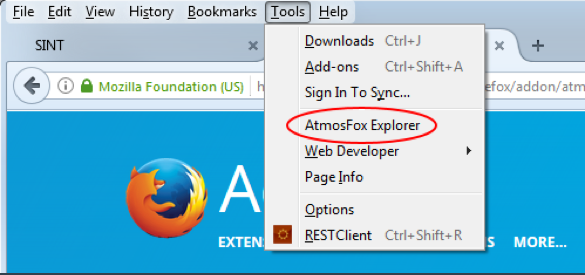 File Edit View History Bookmarks Tools Help
SINT
Mozilla Foundation (US) h efox/addon/atm
Downloads Ctrl+J
Add-ons Ctrl+Shift+A
Sign In To Sync...
AtmosFox Explorer
Web Developer
Page Info
Options
RESTClient Ctrl+Shift+R
A
EXTEN S MORE...